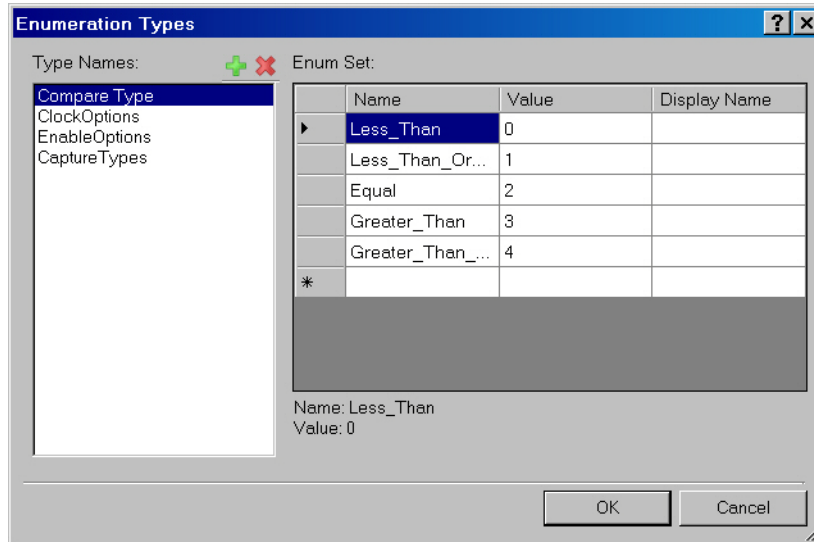 Enumeration Types
Type Names:
Enum Set:
Compare Type
ClockOptions
EnableOptions
CaptureTypes
Name Value Display Name
Less_Than 0
Less_Than_Or... 1
Equal 2
Greater_Than 3
Greater_Than_... 4
Name: Less_Than
Value: 0
OK Cancel